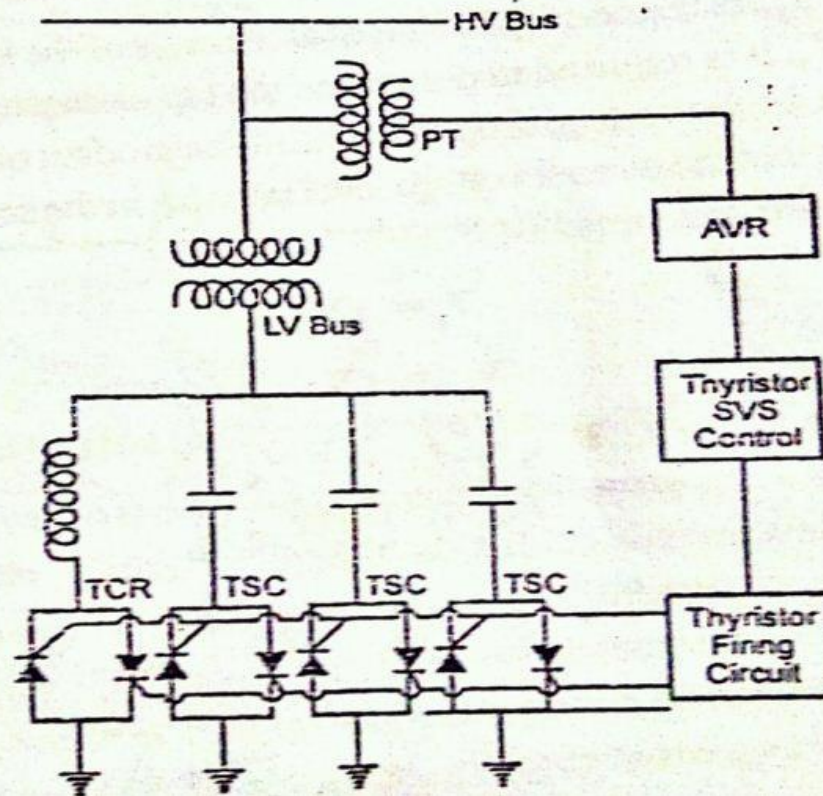 HV Bus
PT
AVR
LV Bus
Thyristor
SVS
Control
TCR
TSC
TSC
TSC
Thyristor
Firing
Circuit